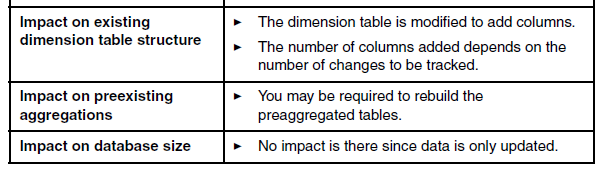 Impact on existing
dimension table structure
► The dimension table is modified to add columns.
► The number of columns added depends on the
number of changes to be tracked.
Impact on preexisting
aggregations
► You may be required to rebuild the
preaggregated tables.
Impact on database size
► No impact is there since data is only updated.